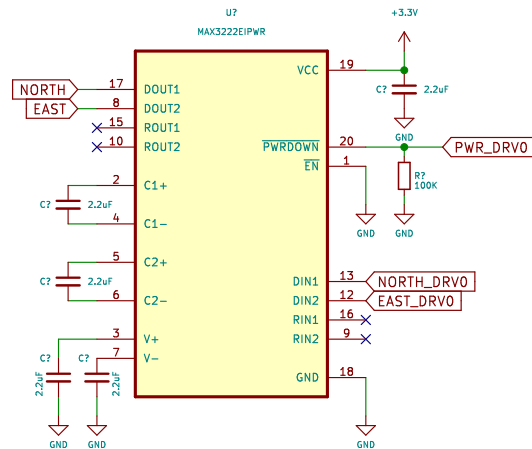 U?
MAX3222EIPWR
+3.3V
NORTH 17 DOUT1 VCC 19 C? 2.2uF
EAST 8 DOUT2 GND
15 ROUT1
10 ROUT2 PWRDOWN 20 PWR_DRV0
EN 1
2 C1+ R? 100K
C? 2.2uF
4 C1- GND GND
5 C2+
C? 2.2uF DIN1 13 NORTH_DRV0
6 C2- DIN2 12 EAST_DRV0
RIN1 16
3 V+ RIN2 9
C? C? 7 V-
2.2uF 2.2uF GND 18
GND GND GND